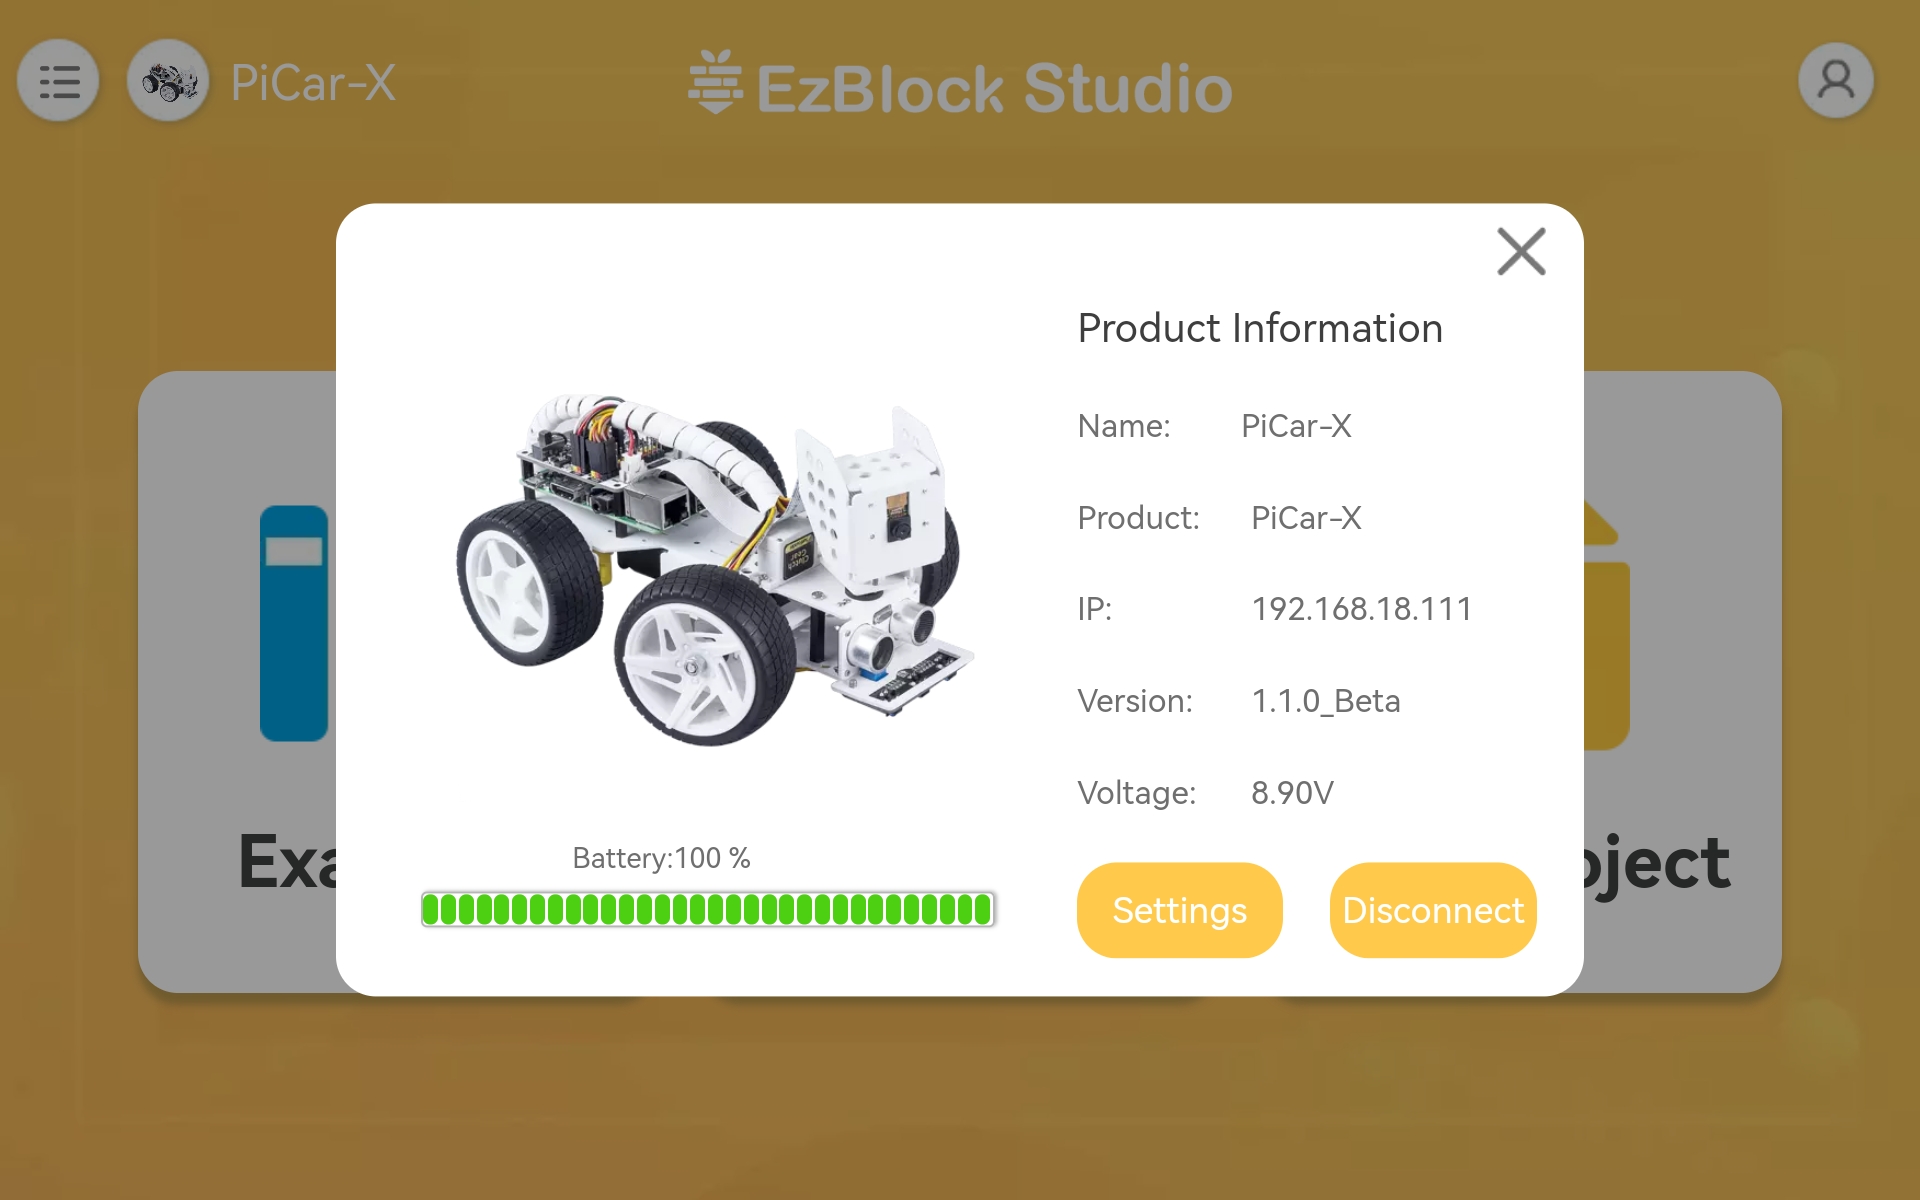 PiCar-X
EzBlock Studio
Product Information
Name: PiCar-X
Product: PiCar-X
IP: 192.168.18.111
Version: 1.1.0_Beta
Voltage: 8.90V
Battery:100 %
Settings
Disconnect
Exa
oject